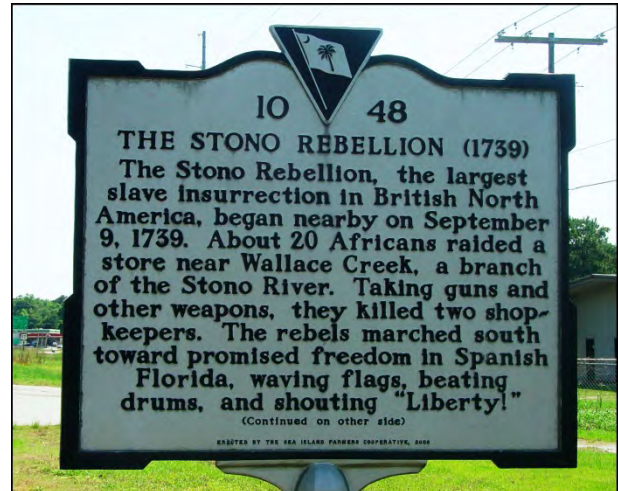 10 48
THE STONO REBELLION (1739)
The Stono Rebellion, the largest
slave insurrection in British North
America, began nearby on September
9, 1739. About 20 Africans raided a
store near Wallace Creek, a branch
of the Stono River. Taking guns and
other weapons, they killed two shop-
keepers. The rebels marched south
toward promised freedom in Spanish
Florida, waving flags, beating
drums, and shouting "Liberty!"
(Continued on other side)
ERECTED BY THE SEA ISLAND FARMERS COOPERATIVE, 2006